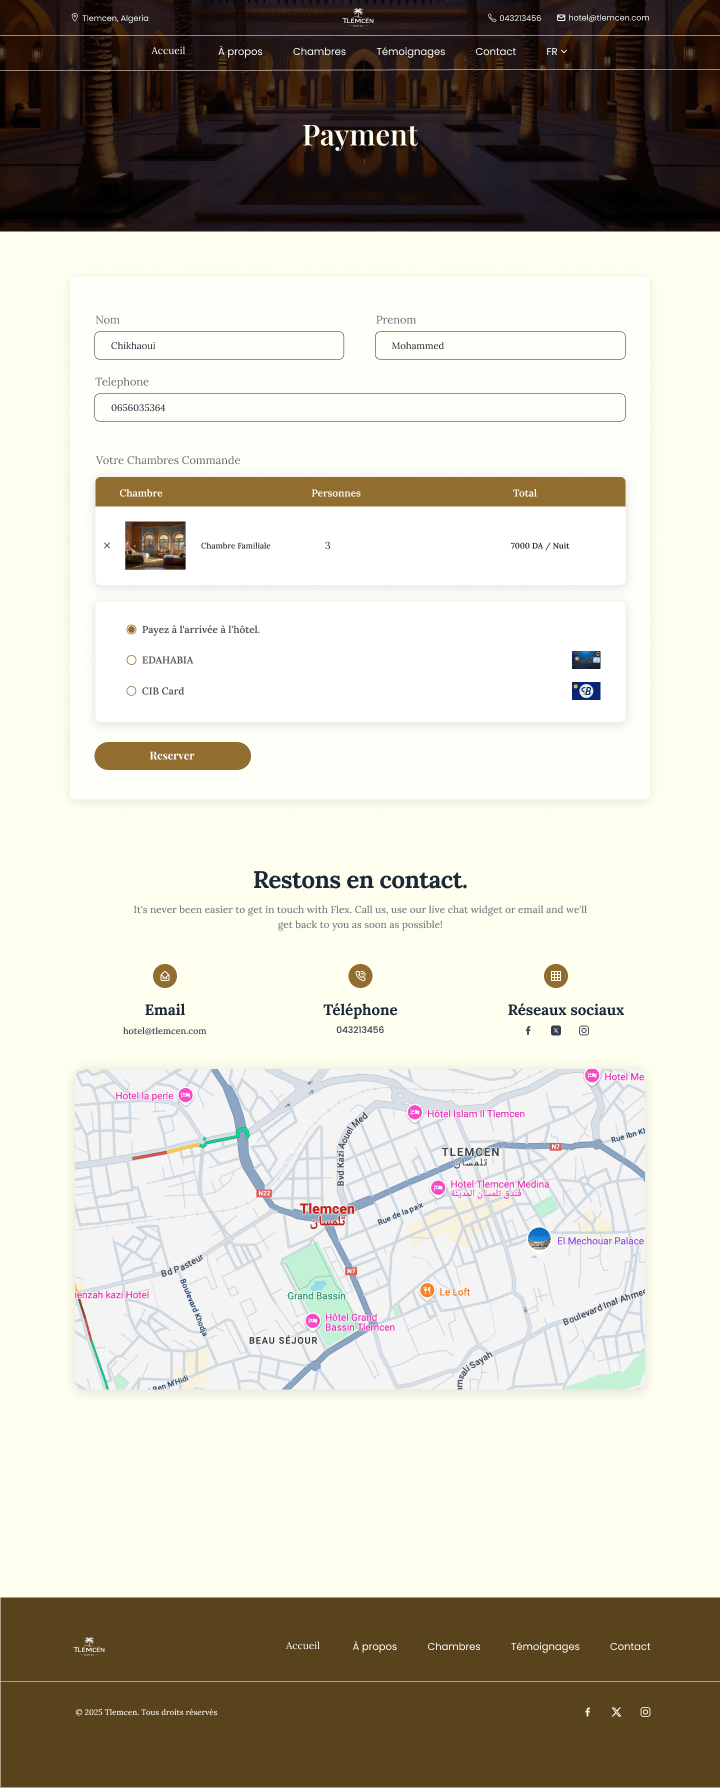 Tlemcen, Algeria
TLEMCEN
043213456
hotel@tlemcen.com
Accueil
À propos
Chambres
Témoignages
Contact
FR
Payment
Nom
Prenom
Chikhaoui
Mohammed
Telephone
0656035364
Votre Chambres Commande
Chambre
Personnes
Total
Chambre Familiale
3
7000 DA / Nuit
Payez à l'arrivée à l'hôtel.
EDAHABIA
CIB Card
CB
Reserver
Restons en contact.
It's never been easier to get in touch with Flex. Call us, use our live chat widget or email and we'll
get back to you as soon as possible!
Email
Téléphone
Réseaux sociaux
hotel@tlemcen.com
043213456
Hotel la perle
Hotel Me
Hôtel Islam II Tlemcen
Bvd Kazi Aouel Med
Rue Ibn Kh
N7
TLEMCEN
تلمسان
Hotel Tlemcen Medina
فندق تلمسان المدينة
N22
Tlemcen
تلمسان
Rue de la paix
El Mechouar Palace
Bd Pasteur
N7
Boulevard Khodja
enzah kazi Hotel
Grand Bassin
Le Loft
Boulevard Inal Ahmed
Hôtel Grand
Bassin Tlemcen
BEAU SÉJOUR
msali Sayah
Ben M'Hidi
TLEMCEN
Accueil
À propos
Chambres
Témoignages
Contact
© 2025 Tlemcen. Tous droits réservés